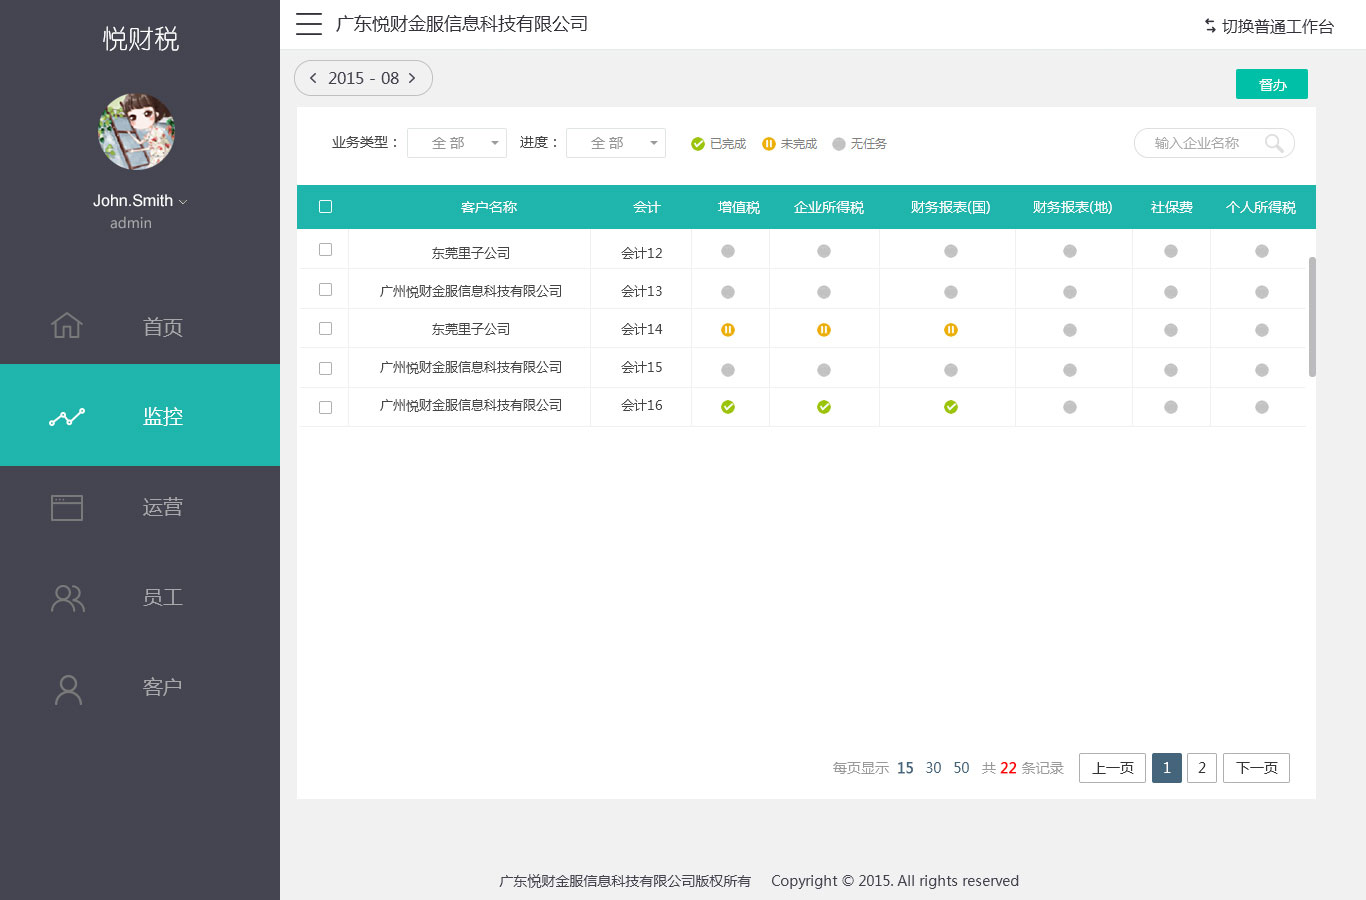 悦财税
John.Smith
admin
首页
监控
运营
员工
客户
广东悦财金服信息科技有限公司
切换普通工作台
2015 - 08
督办
业务类型： 全 部 进度： 全 部 已完成 未完成 无任务 输入企业名称
客户名称 会计 增值税 企业所得税 财务报表(国) 财务报表(地) 社保费 个人所得税
东莞里子公司 会计12
广州悦财金服信息科技有限公司 会计13
东莞里子公司 会计14
广州悦财金服信息科技有限公司 会计15
广州悦财金服信息科技有限公司 会计16
每页显示 15 30 50 共 22 条记录 上一页 1 2 下一页
广东悦财金服信息科技有限公司版权所有 Copyright © 2015. All rights reserved